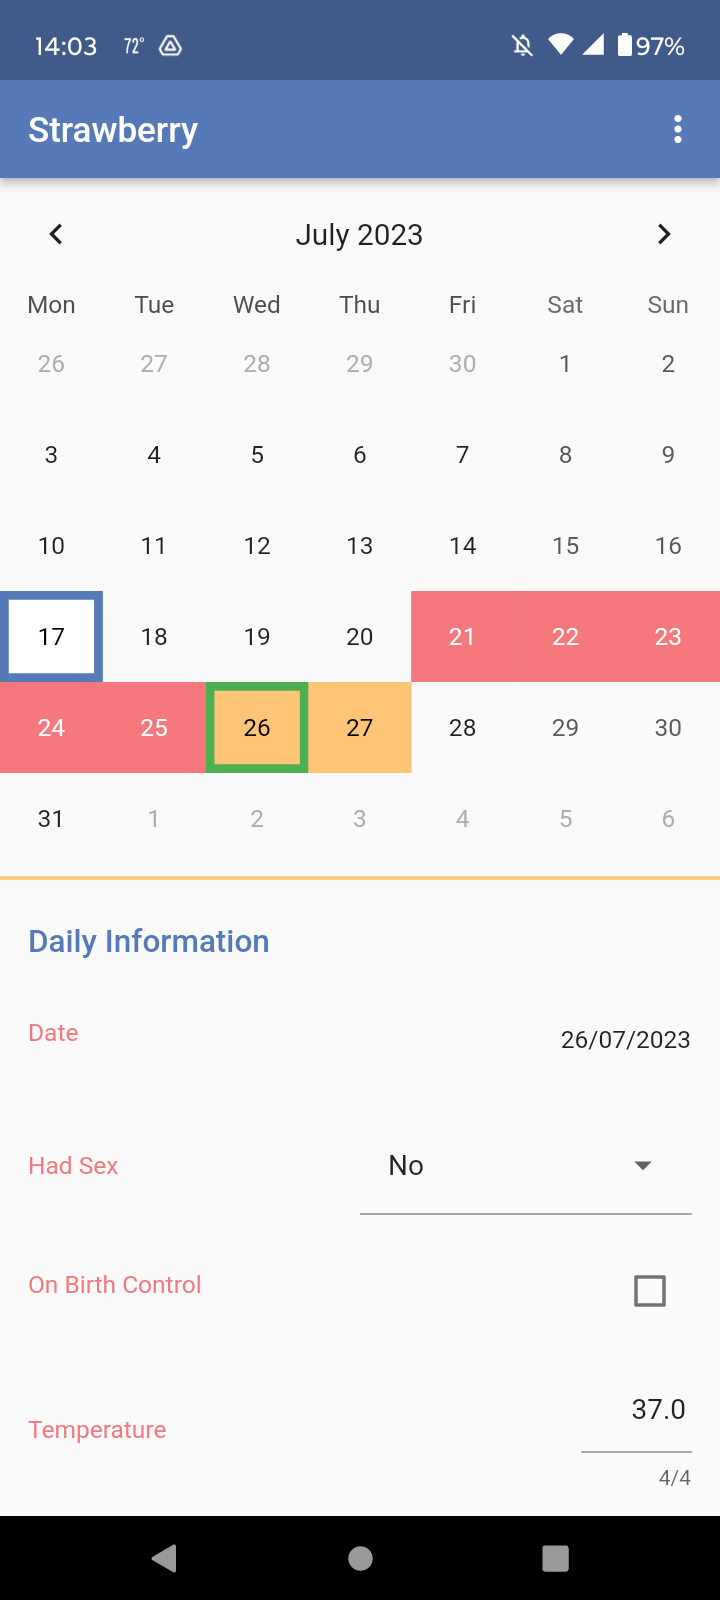 14:03 72° 97%
Strawberry
July 2023
Mon Tue Wed Thu Fri Sat Sun
26 27 28 29 30 1 2
3 4 5 6 7 8 9
10 11 12 13 14 15 16
17 18 19 20 21 22 23
24 25 26 27 28 29 30
31 1 2 3 4 5 6
Daily Information
Date 26/07/2023
Had Sex No
On Birth Control
Temperature 37.0
4/4